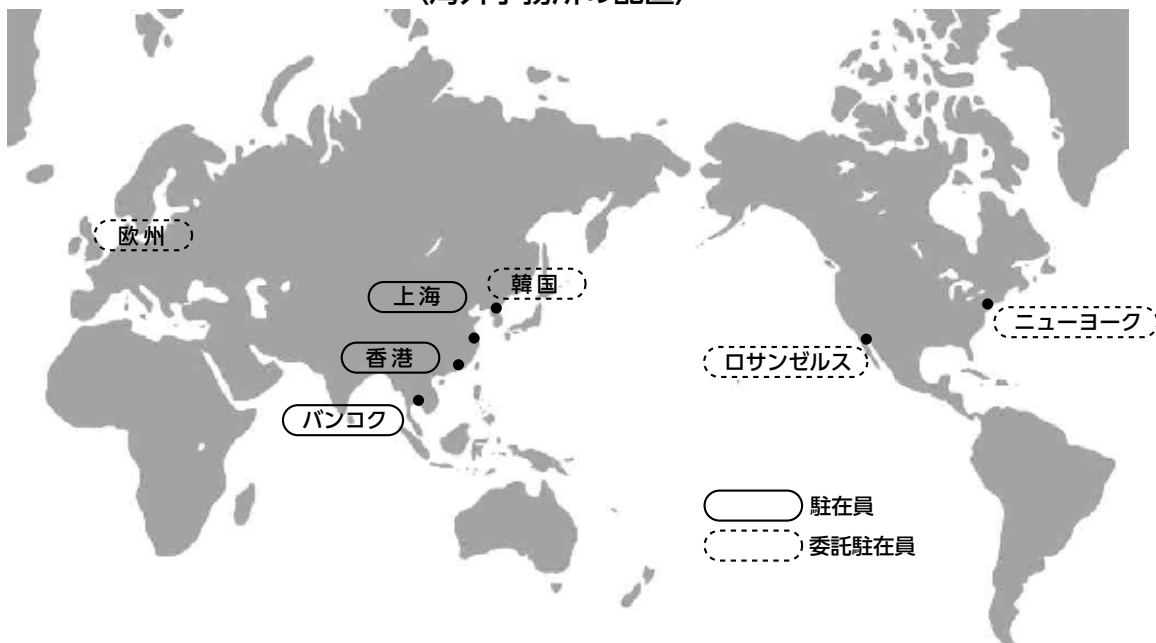 欧州
韓国
上海
ニューヨーク
香港
ロサンゼルス
バンコク
駐在員
委託駐在員